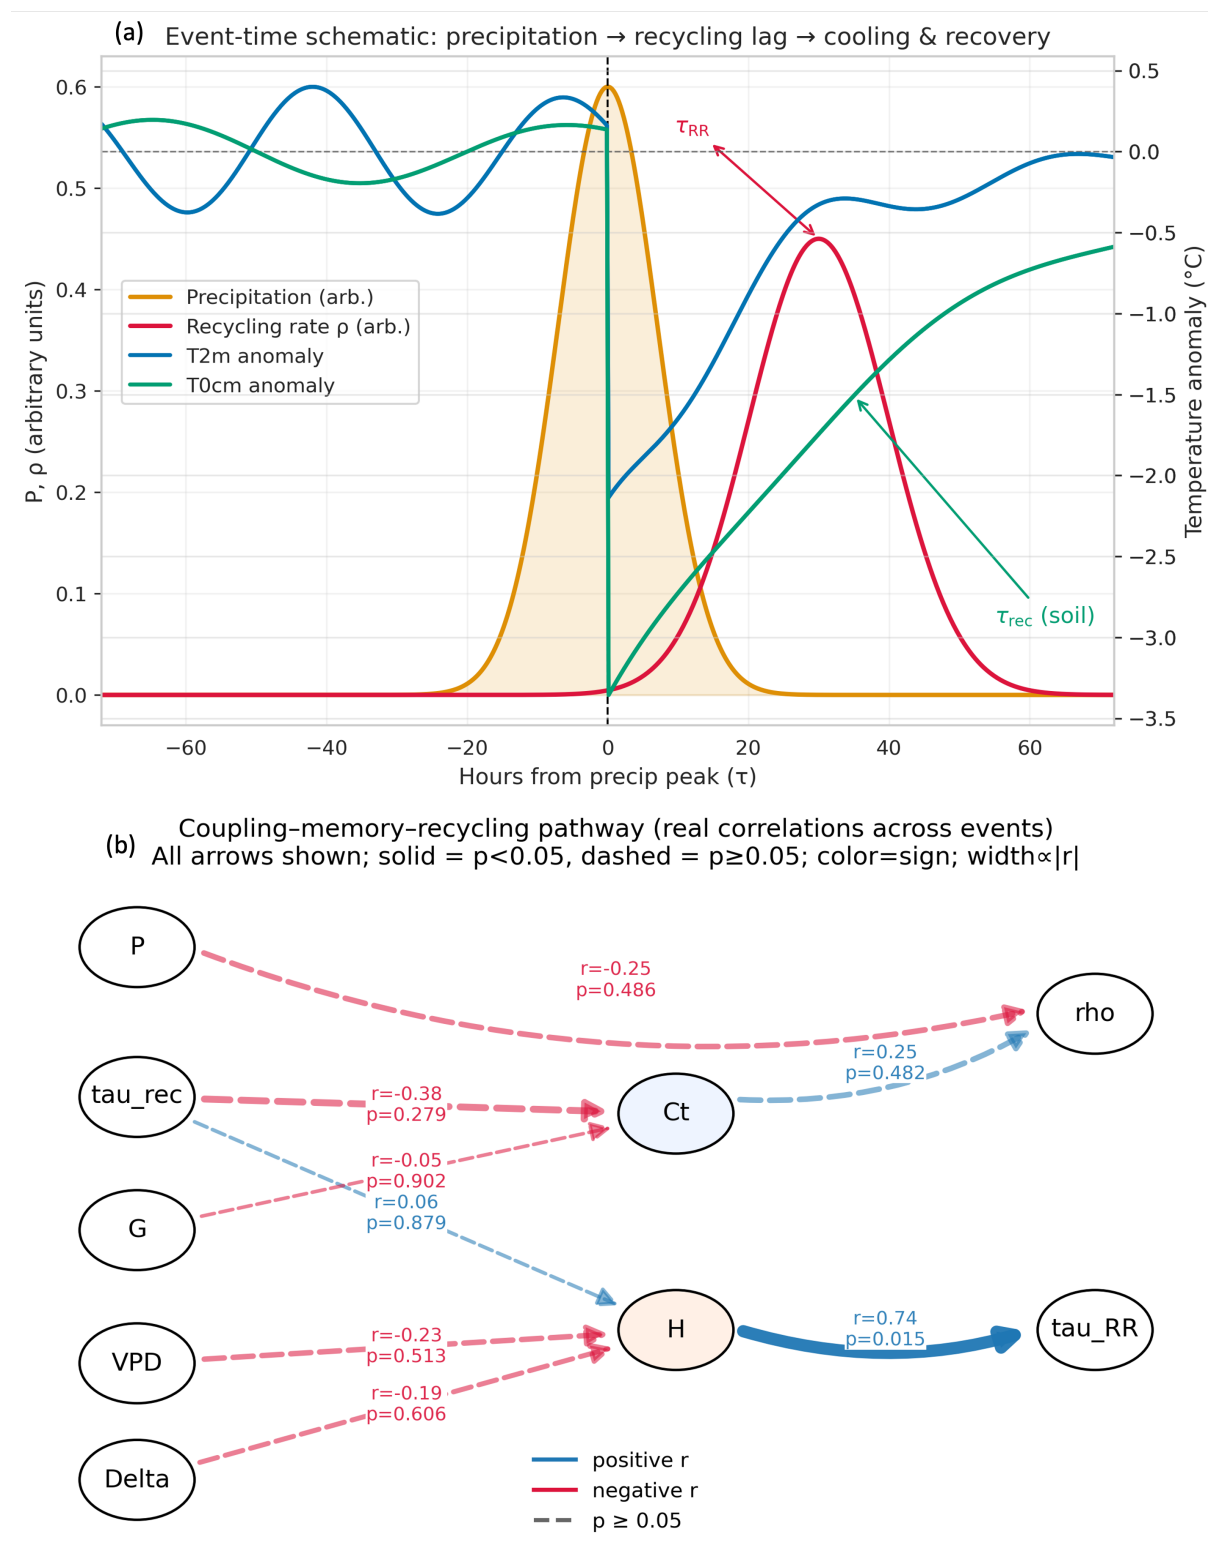 (a) Event-time schematic: precipitation → recycling lag → cooling & recovery
P, ρ (arbitrary units)
0.6
0.5
0.4
0.3
0.2
0.1
0.0
0.5
0.0
−0.5
−1.0
−1.5
−2.0
−2.5
−3.0
−3.5
Temperature anomaly (°C)
τRR
Precipitation (arb.)
Recycling rate ρ (arb.)
T2m anomaly
T0cm anomaly
τrec (soil)
−60 −40 −20 0 20 40 60
Hours from precip peak (τ)
(b) Coupling–memory–recycling pathway (real correlations across events)
All arrows shown; solid = p<0.05, dashed = p≥0.05; color=sign; width∝|r|
P
r=-0.25
p=0.486
rho
r=0.25
p=0.482
tau_rec
r=-0.38
p=0.279
Ct
r=-0.05
p=0.902
r=0.06
p=0.879
G
H
r=0.74
p=0.015
tau_RR
VPD
r=-0.23
p=0.513
r=-0.19
p=0.606
Delta
positive r
negative r
p ≥ 0.05